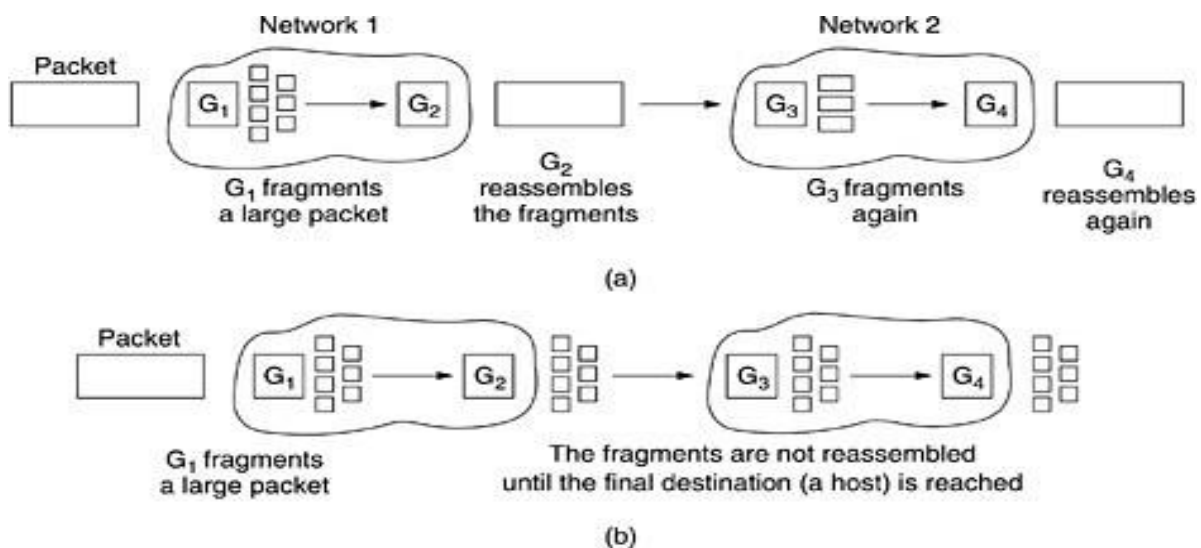 Network 1
Network 2
Packet
G₁
G₂
G₃
G₄
G₁ fragments
a large packet
G₂
reassembles
the fragments
G₃ fragments
again
G₄
reassembles
again
(a)
Packet
G₁
G₂
G₃
G₄
G₁ fragments
a large packet
The fragments are not reassembled
until the final destination (a host) is reached
(b)